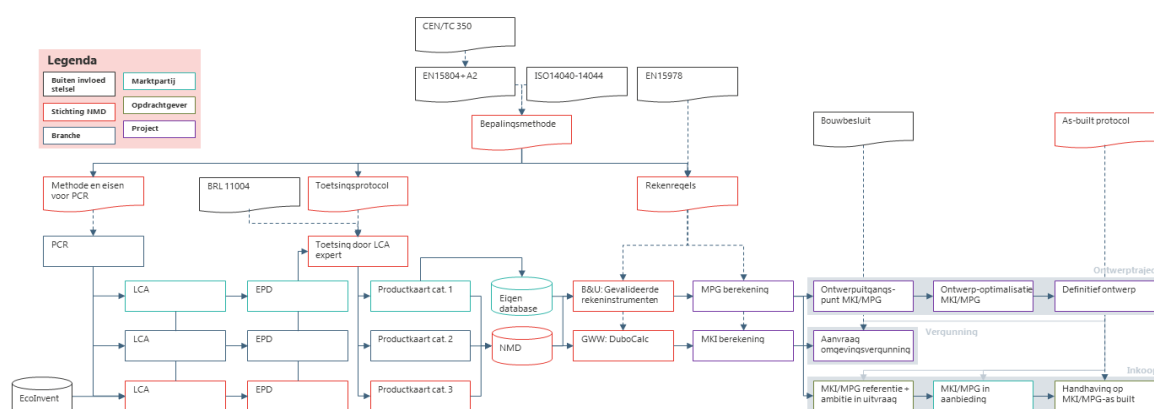 CEN/TC 350
Legenda
Buiten invloed
stelsel
Marktpartij
Stichting NMD
Opdrachtgever
Branche
Project
EN15804+A2
ISO14040-14044
EN15978
Bepalingsmethode
Bouwbesluit
As-built protocol
Methode en eisen
voor PCR
BRL 11004
Toetsingsprotocol
Rekenregels
PCR
Toetsing door LCA
expert
Ontwerptraject
LCA
EPD
Productkaart cat. 1
Eigen
database
B&U: Gevalideerde
rekeninstrumenten
MPG berekening
Ontwerpuitgangs-
punt MKI/MPG
Ontwerp-optimalisatie
MKI/MPG
Definitief ontwerp
Vergunning
LCA
EPD
Productkaart cat. 2
NMD
GWW: DuboCalc
MKI berekening
Aanvraag
omgevingsvergunning
Inkoop
EcoInvent
LCA
EPD
Productkaart cat. 3
MKI/MPG referentie +
ambitie in uitvraag
MKI/MPG in
aanbieding
Handhaving op
MKI/MPG-as built